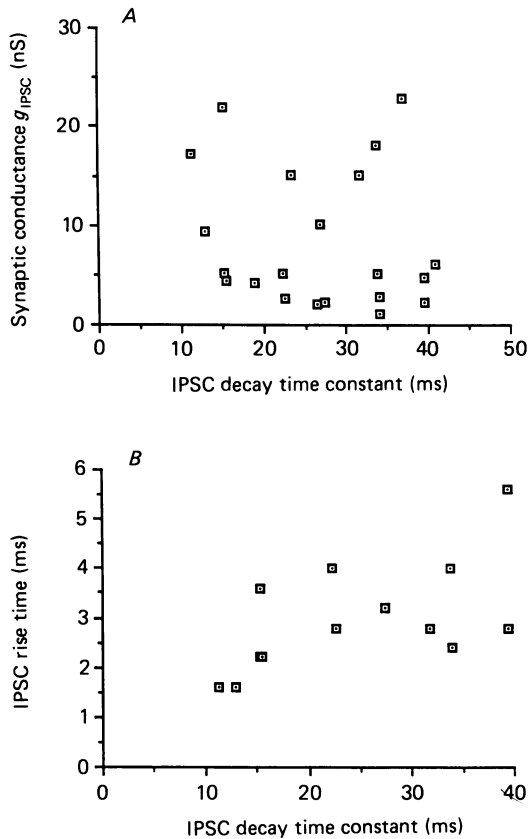 A
Synaptic conductance gIPSC (nS)
30
20
10
0
0 10 20 30 40 50
IPSC decay time constant (ms)
B
IPSC rise time (ms)
6
5
4
3
2
1
0
0 10 20 30 40
IPSC decay time constant (ms)